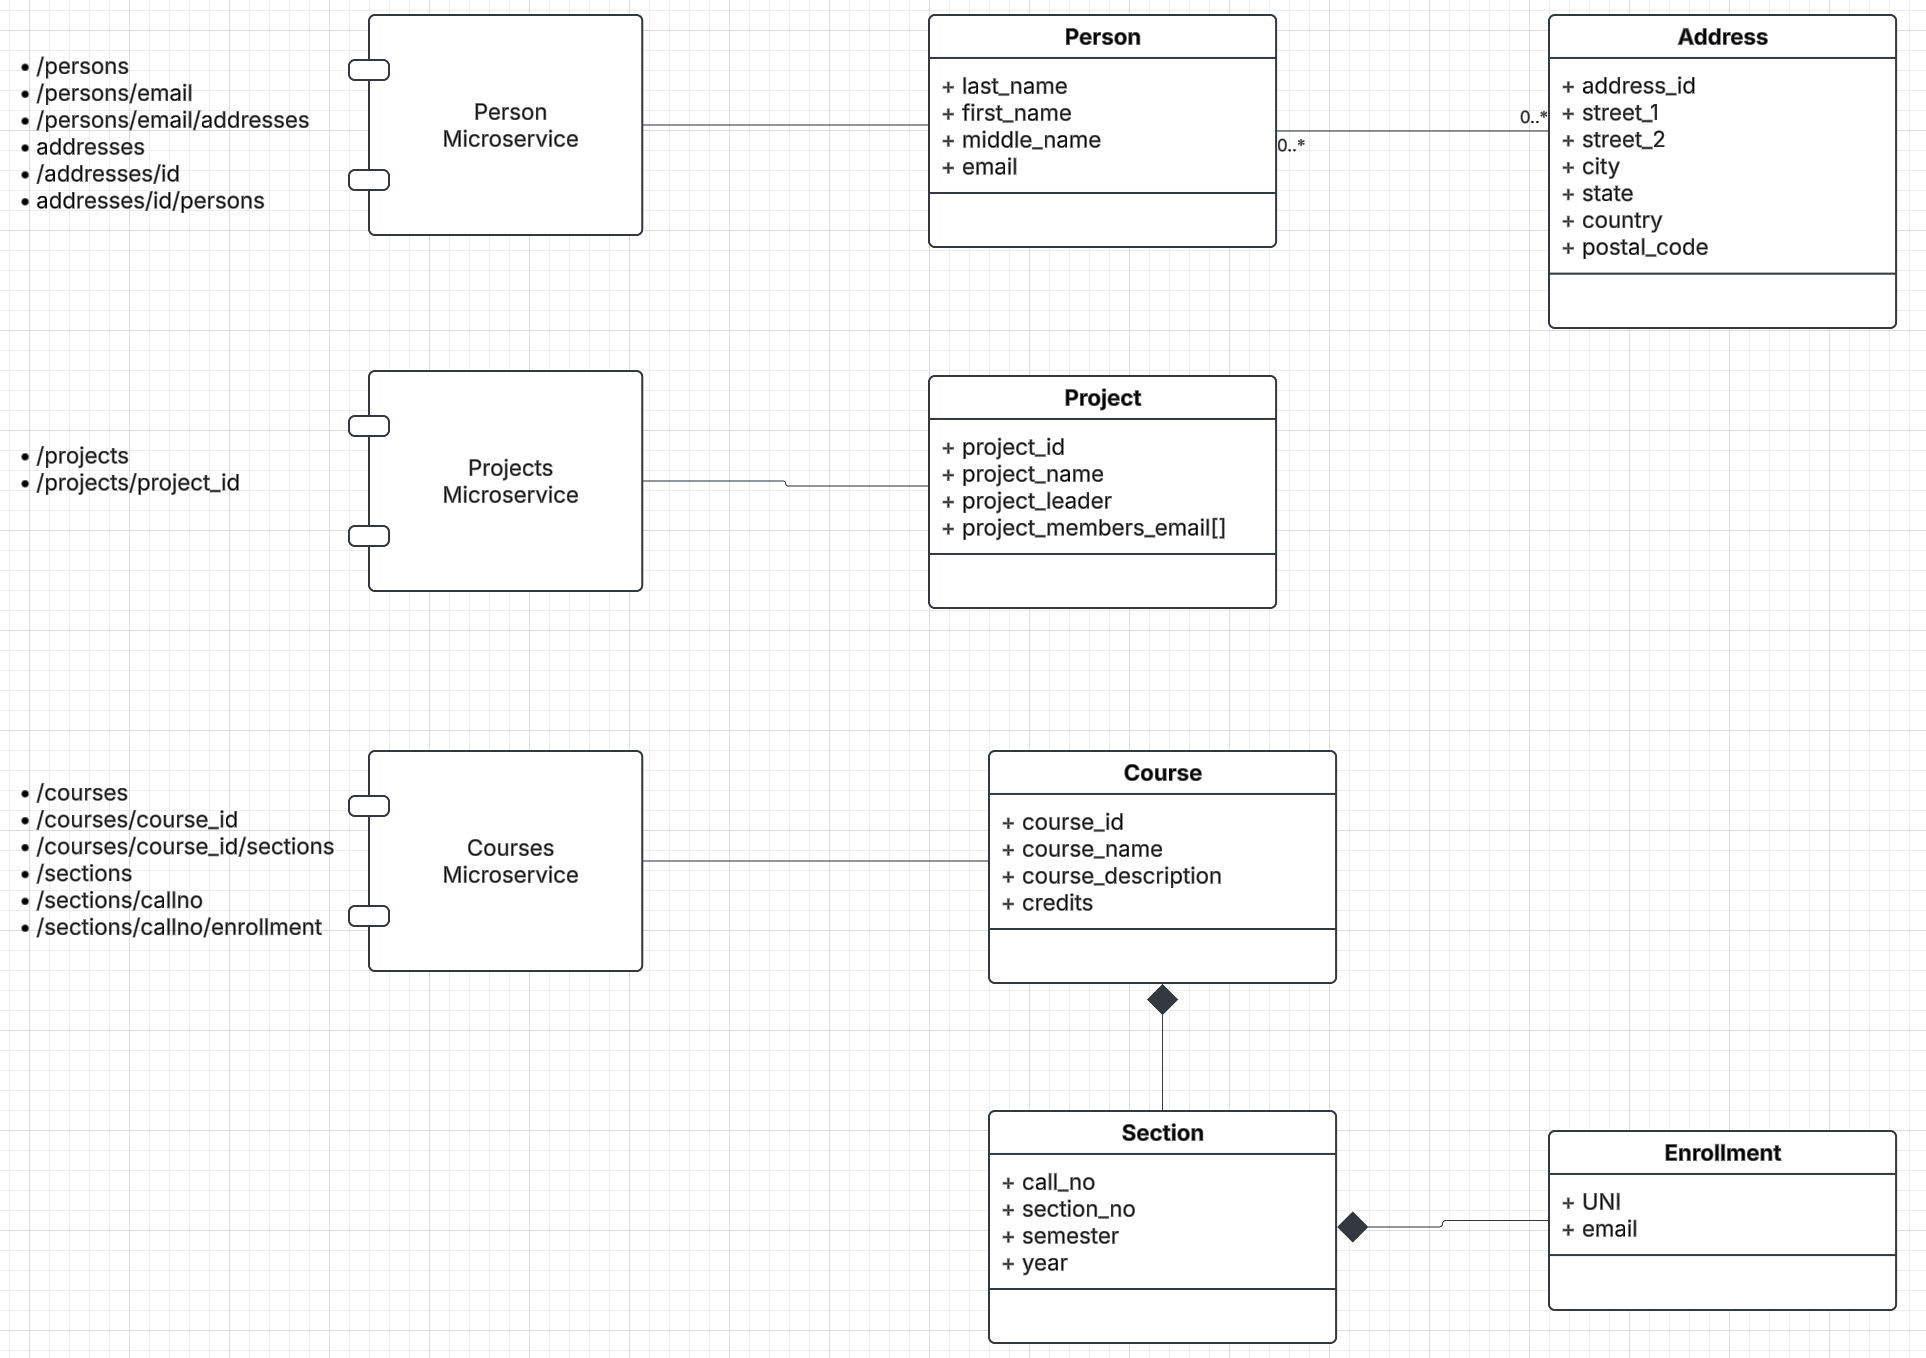 • /persons
• /persons/email
• /persons/email/addresses
• addresses
• /addresses/id
• addresses/id/persons
Person
Microservice
Person
+ last_name
+ first_name
+ middle_name
+ email
0..*
0..*
Address
+ address_id
+ street_1
+ street_2
+ city
+ state
+ country
+ postal_code
• /projects
• /projects/project_id
Projects
Microservice
Project
+ project_id
+ project_name
+ project_leader
+ project_members_email[]
• /courses
• /courses/course_id
• /courses/course_id/sections
• /sections
• /sections/callno
• /sections/callno/enrollment
Courses
Microservice
Course
+ course_id
+ course_name
+ course_description
+ credits
Section
+ call_no
+ section_no
+ semester
+ year
Enrollment
+ UNI
+ email